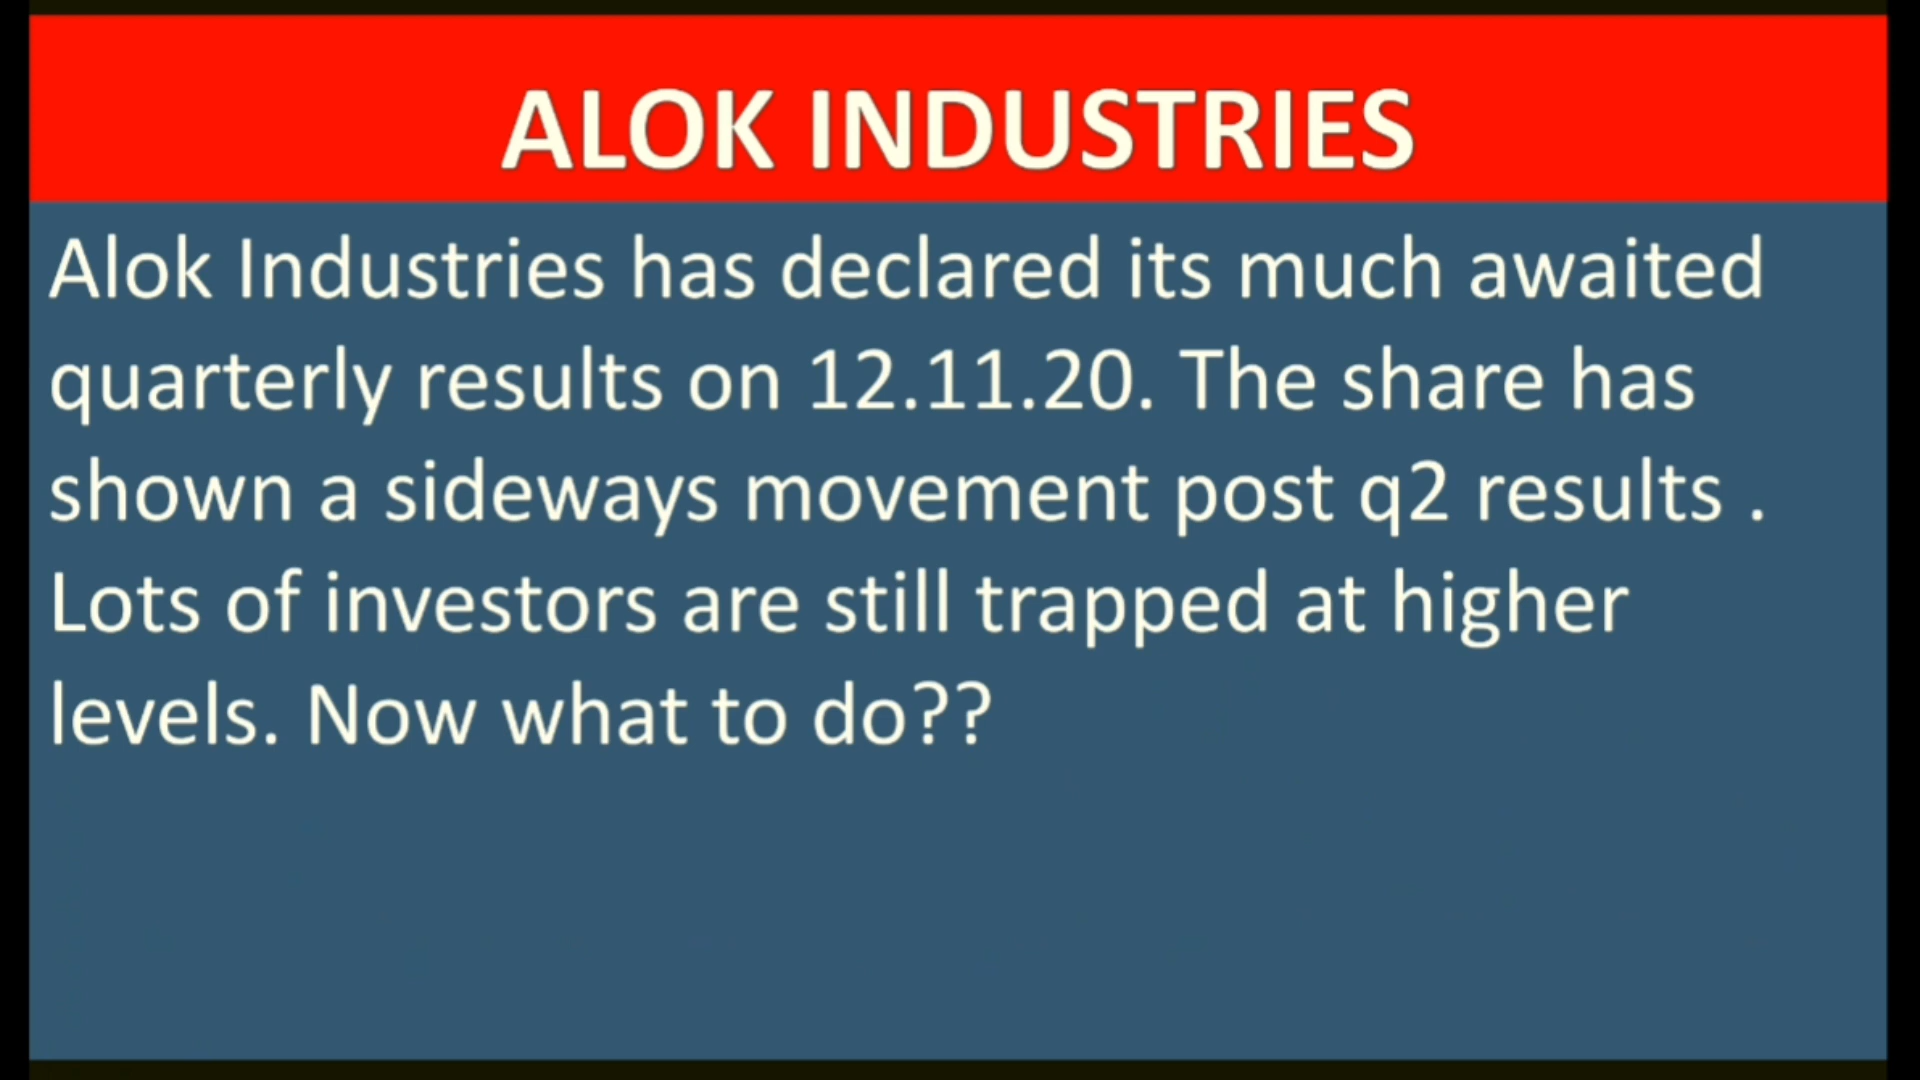 ALOK INDUSTRIES
Alok Industries has declared its much awaited
quarterly results on 12.11.20. The share has
shown a sideways movement post q2 results .
Lots of investors are still trapped at higher
levels. Now what to do??